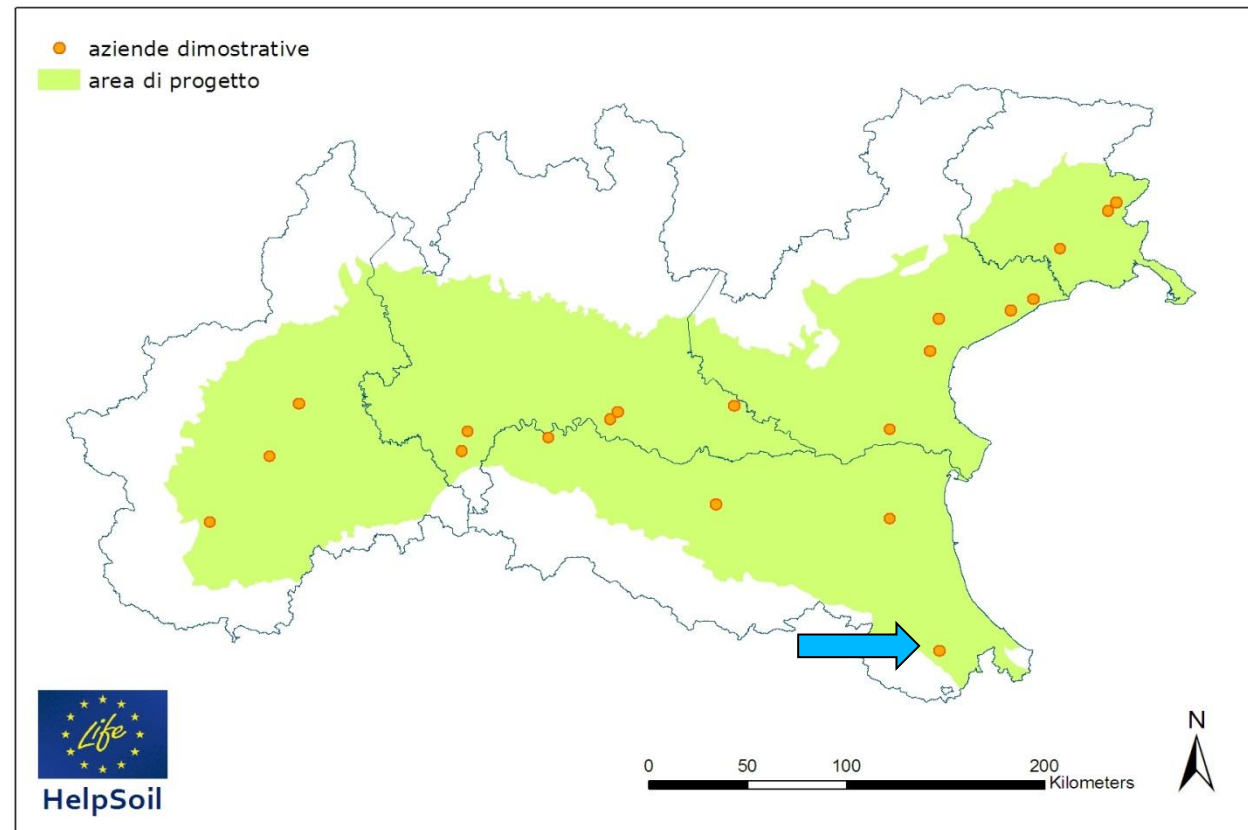 aziende dimostrative
area di progetto
N
0 50 100 200
Kilometers
Life
HelpSoil